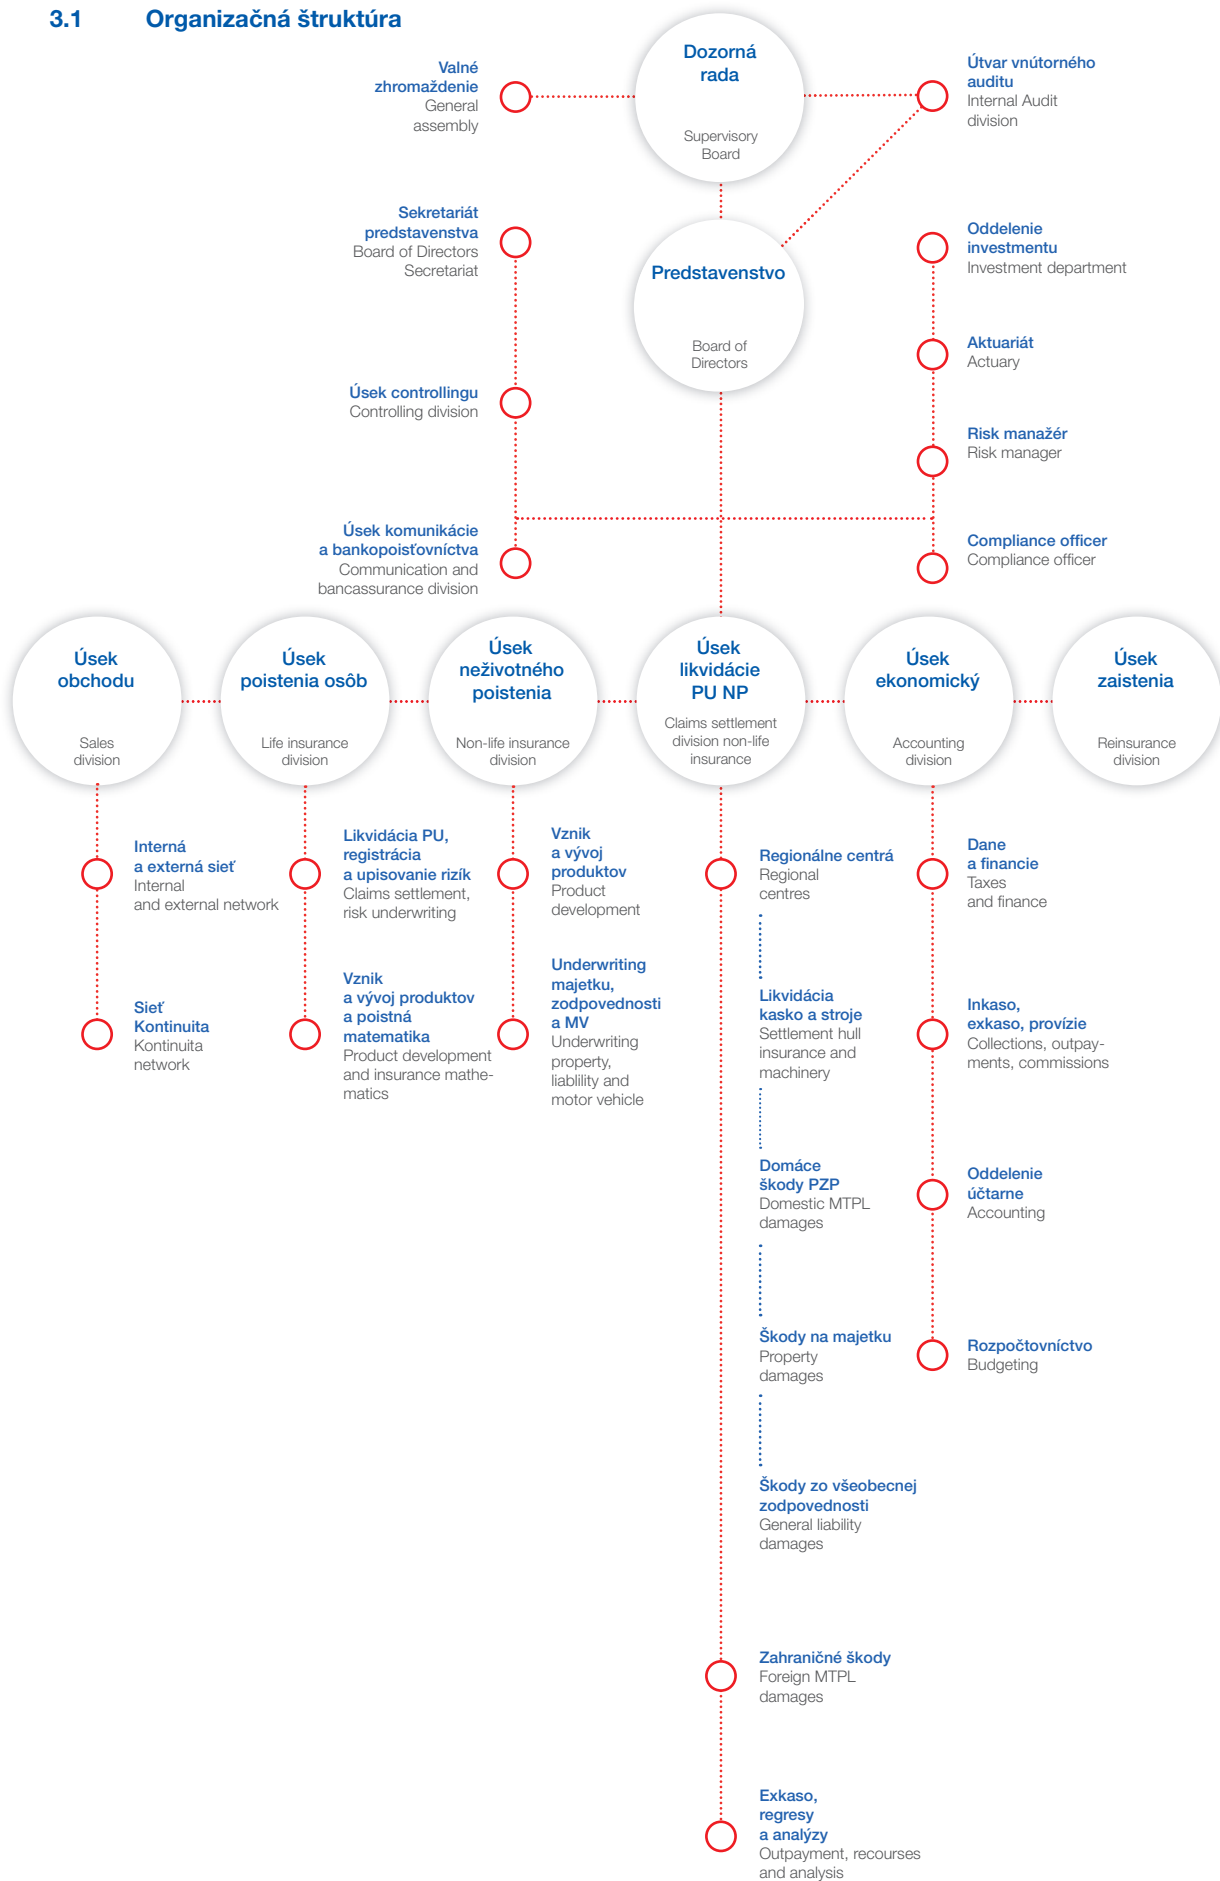 3.1 Organizačná štruktúra
Valné
zhromaždenie
General
assembly
Dozorná
rada
Supervisory
Board
Útvar vnútorného
auditu
Internal Audit
division
Sekretariát
predstavenstva
Board of Directors
Secretariat
Predstavenstvo
Board of
Directors
Oddelenie
investmentu
Investment department
Aktuariát
Actuary
Úsek controllingu
Controlling division
Risk manažér
Risk manager
Úsek komunikácie
a bankopoisťovníctva
Communication and
bancassurance division
Compliance officer
Compliance officer
Úsek
obchodu
Sales
division
Úsek
poistenia osôb
Life insurance
division
Úsek
neživotného
poistenia
Non-life insurance
division
Úsek
likvidácie
PU NP
Claims settlement
division non-life
insurance
Úsek
ekonomický
Accounting
division
Úsek
zaistenia
Reinsurance
division
Interná
a externá sieť
Internal
and external network
Sieť
Kontinuita
Kontinuita
network
Likvidácia PU,
registrácia
a upisovanie rizík
Claims settlement,
risk underwriting
Vznik
a vývoj produktov
a poistná
matematika
Product development
and insurance mathe-
matics
Vznik
a vývoj
produktov
Product
development
Underwriting
majetku,
zodpovednosti
a MV
Underwriting
property,
liablility and
motor vehicle
Regionálne centrá
Regional
centres
Likvidácia
kasko a stroje
Settlement hull
insurance and
machinery
Domáce
škody PZP
Domestic MTPL
damages
Škody na majetku
Property
damages
Škody zo všeobecnej
zodpovednosti
General liability
damages
Zahraničné škody
Foreign MTPL
damages
Exkaso,
regresy
a analýzy
Outpayment, recourses
and analysis
Dane
a financie
Taxes
and finance
Inkaso,
exkaso, provízie
Collections, outpay-
ments, commissions
Oddelenie
účtarne
Accounting
Rozpočtovníctvo
Budgeting